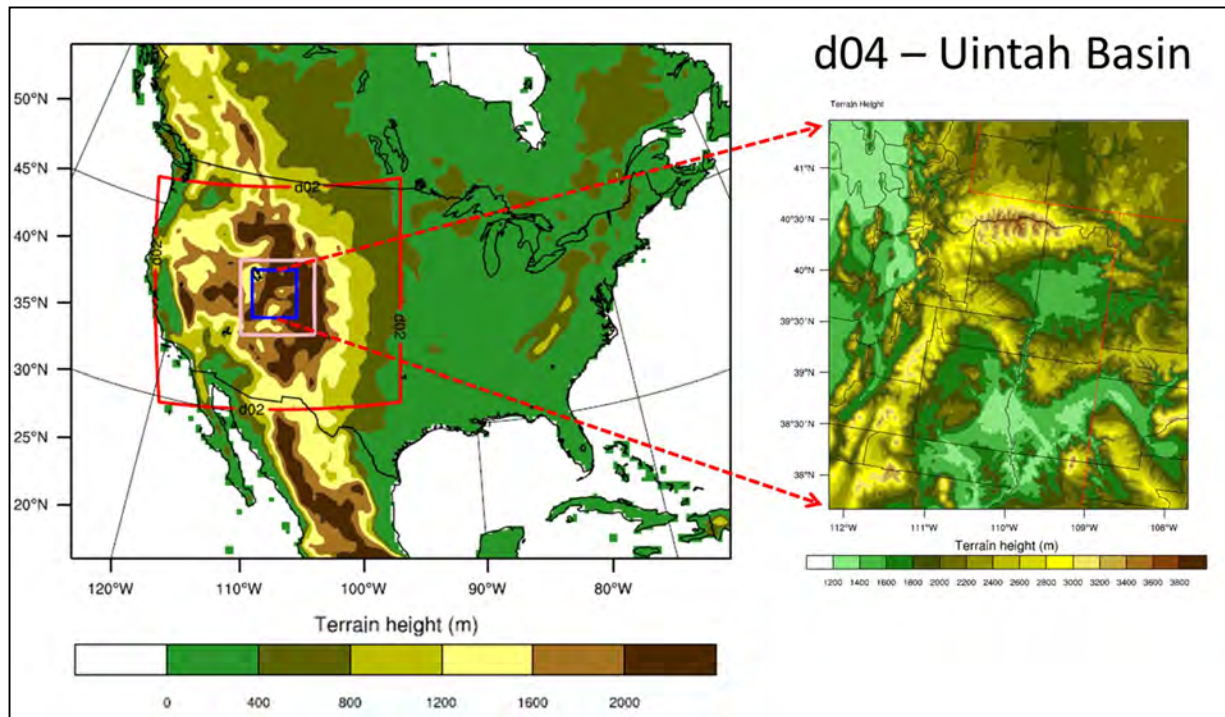 d04 – Uintah Basin
Terrain Height
50°N
45°N
40°N
35°N
30°N
25°N
20°N
d02
d02
d02
d02
120°W
110°W
100°W
90°W
80°W
Terrain height (m)
0
400
800
1200
1600
2000
41°N
40°30'N
40°N
39°30'N
39°N
38°30'N
38°N
112°W
111°W
110°W
109°W
108°W
Terrain height (m)
1200
1400
1600
1800
2000
2200
2400
2600
2800
3000
3200
3400
3600
3800